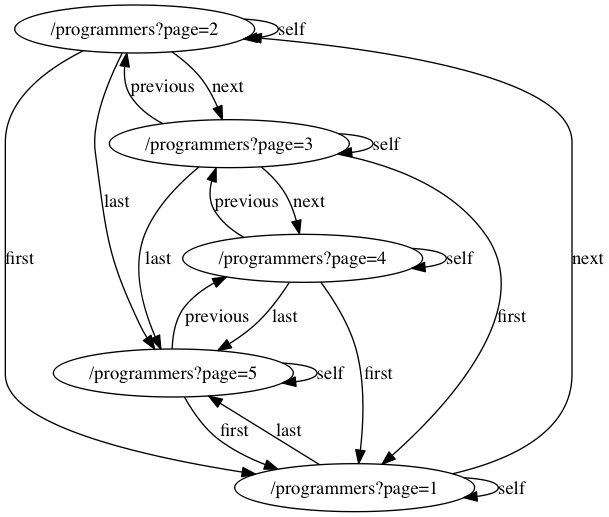 /programmers?page=2
self
previous
next
/programmers?page=3
self
last
previous
next
last
first
/programmers?page=4
self
next
previous
last
first
/programmers?page=5
self
first
first
last
/programmers?page=1
self